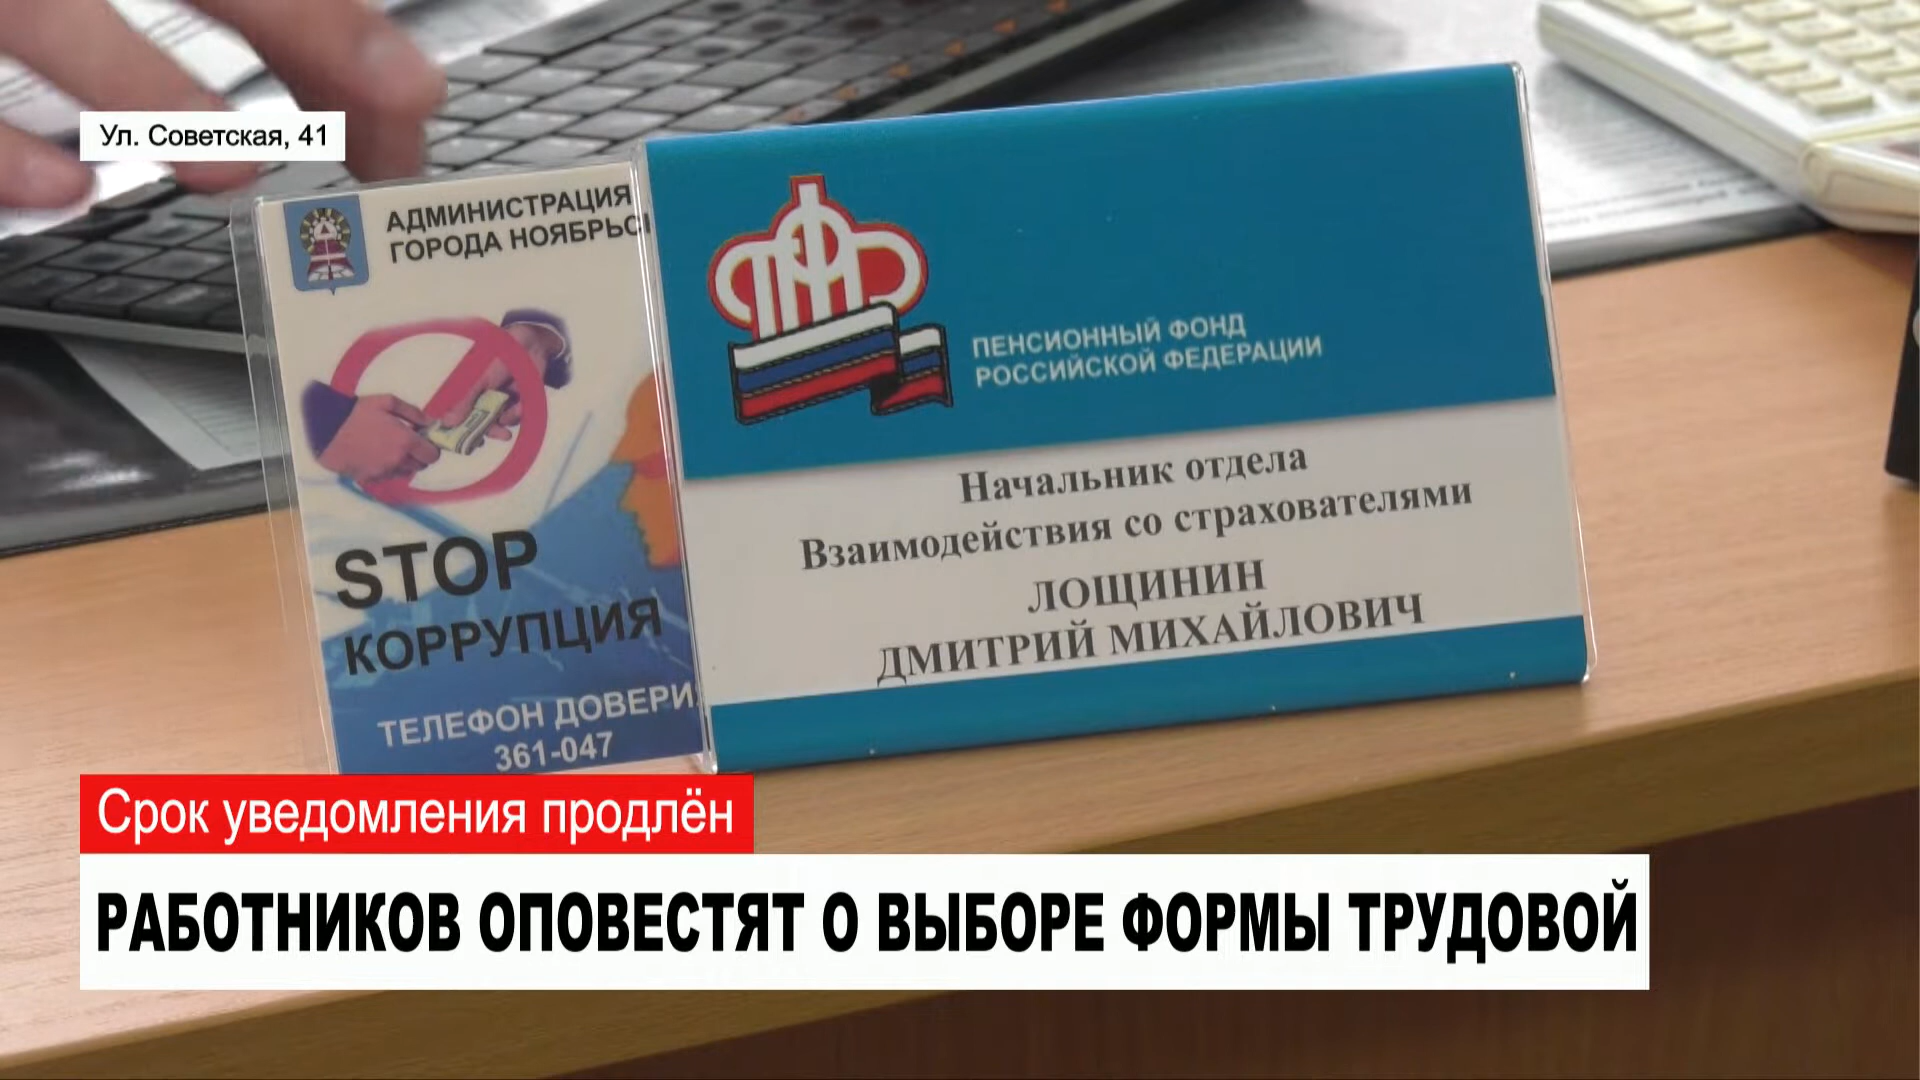 Ул. Советская, 41
АДМИНИСТРАЦИЯ
ГОРОДА НОЯБРЬС
STOP
КОРРУПЦИЯ
ТЕЛЕФОН ДОВЕРИ
361-047
ПФР
ПЕНСИОННЫЙ ФОНД
РОССИЙСКОЙ ФЕДЕРАЦИИ
Начальник отдела
Взаимодействия со страхователями
ЛОЩИНИН
ДМИТРИЙ МИХАЙЛОВИЧ
Срок уведомления продлён
РАБОТНИКОВ ОПОВЕСТЯТ О ВЫБОРЕ ФОРМЫ ТРУДОВОЙ